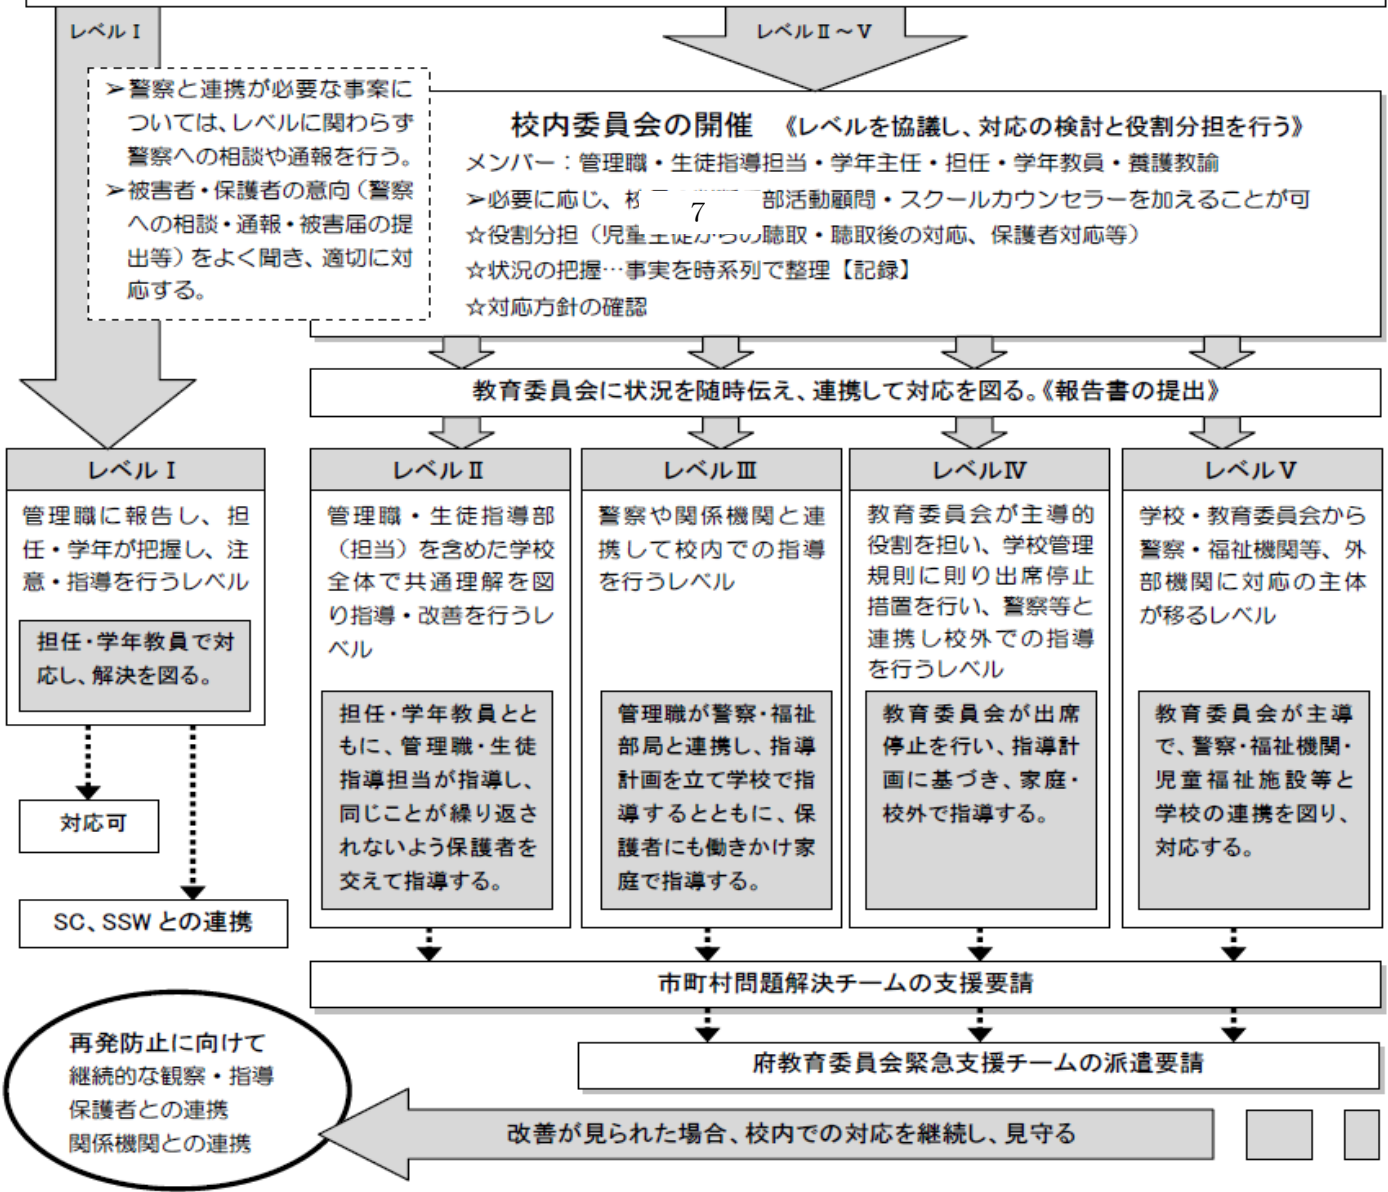 レベルⅠ
レベルⅡ～Ⅴ
➢警察と連携が必要な事案に
ついては、レベルに関わらず
警察への相談や通報を行う。
➢被害者・保護者の意向（警察
への相談・通報・被害届の提
出等）をよく聞き、適切に対
応する。
校内委員会の開催 《レベルを協議し、対応の検討と役割分担を行う》
メンバー：管理職・生徒指導担当・学年主任・担任・学年教員・養護教諭
➢必要に応じ、 7 部活動顧問・スクールカウンセラーを加えることが可
☆役割分担（児童生徒からの聴取・聴取後の対応、保護者対応等）
☆状況の把握…事実を時系列で整理【記録】
☆対応方針の確認
教育委員会に状況を随時伝え、連携して対応を図る。《報告書の提出》
レベルⅠ
管理職に報告し、担
任・学年が把握し、注
意・指導を行うレベル
担任・学年教員で対
応し、解決を図る。
対応可
SC、SSWとの連携
レベルⅡ
管理職・生徒指導部
（担当）を含めた学校
全体で共通理解を図
り指導・改善を行うレ
ベル
担任・学年教員とと
もに、管理職・生徒
指導担当が指導し、
同じことが繰り返さ
れないよう保護者を
交えて指導する。
レベルⅢ
警察や関係機関と連
携して校内での指導
を行うレベル
管理職が警察・福祉
部局と連携し、指導
計画を立て学校で指
導するとともに、保
護者にも働きかけ家
庭で指導する。
レベルⅣ
教育委員会が主導的
役割を担い、学校管理
規則に則り出席停止
措置を行い、警察等と
連携し校外での指導
を行うレベル
教育委員会が出席
停止を行い、指導計
画に基づき、家庭・
校外で指導する。
レベルⅤ
学校・教育委員会から
警察・福祉機関等、外
部機関に対応の主体
が移るレベル
教育委員会が主導
で、警察・福祉機関・
児童福祉施設等と
学校の連携を図り、
対応する。
市町村問題解決チームの支援要請
府教育委員会緊急支援チームの派遣要請
再発防止に向けて
継続的な観察・指導
保護者との連携
関係機関との連携
改善が見られた場合、校内での対応を継続し、見守る